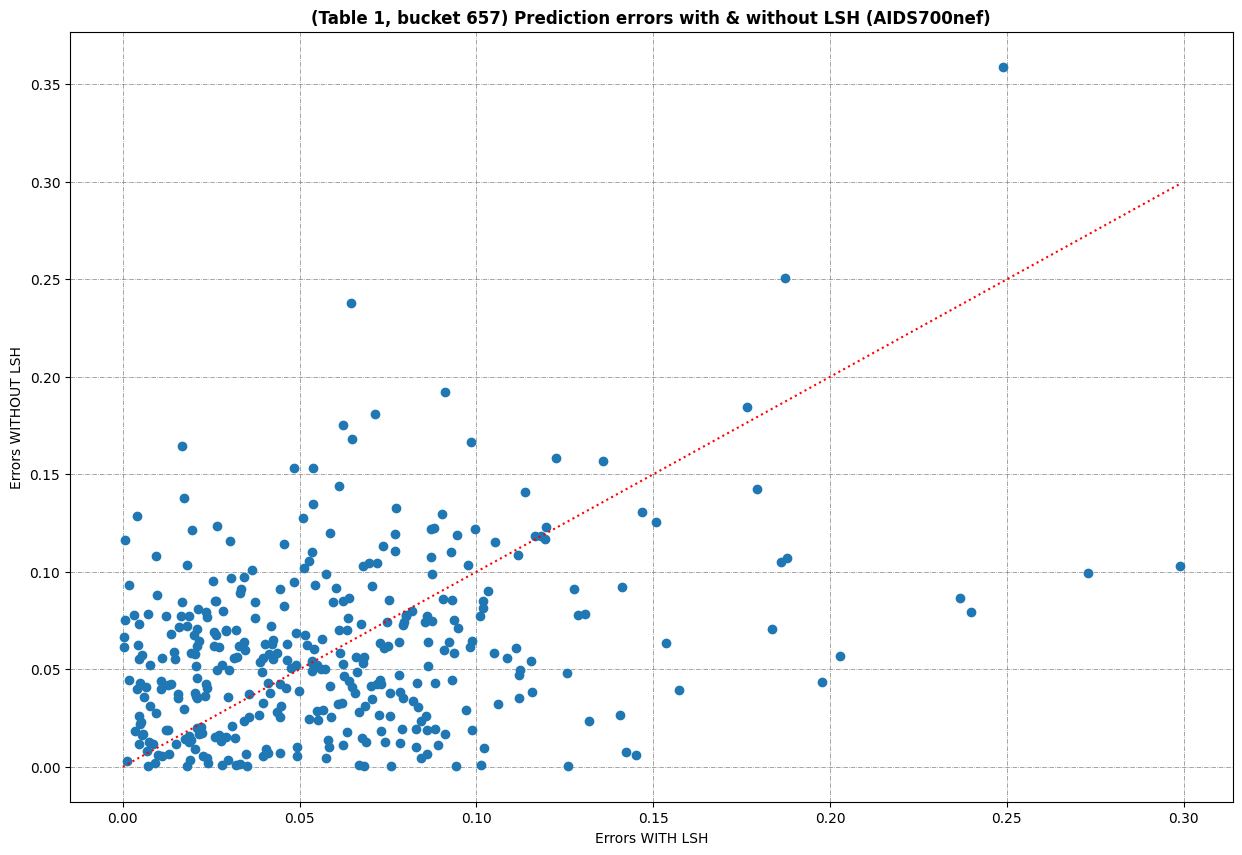 (Table 1, bucket 657) Prediction errors with & without LSH (AIDS700nef)
0.35
0.30
0.25
0.20
0.15
0.10
0.05
0.00
Errors WITHOUT LSH
0.00 0.05 0.10 0.15 0.20 0.25 0.30
Errors WITH LSH